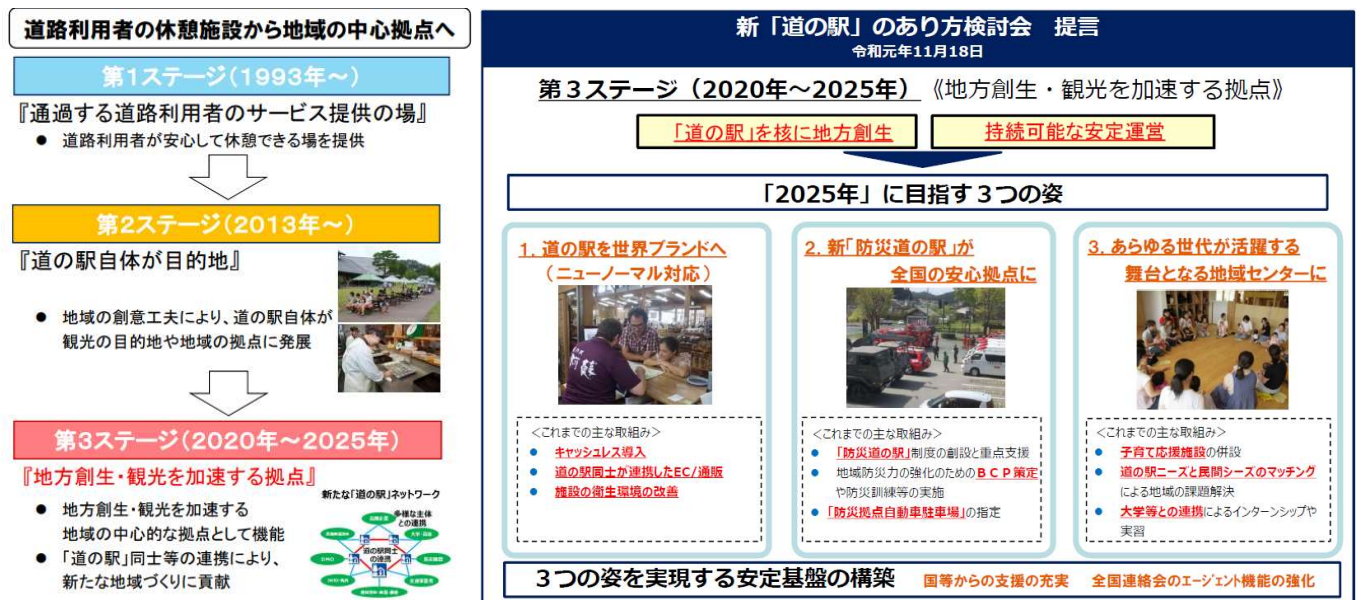 道路利用者の休憩施設から地域の中心拠点へ
第1ステージ(1993年～)
『通過する道路利用者のサービス提供の場』
● 道路利用者が安心して休憩できる場を提供
第2ステージ(2013年～)
『道の駅自体が目的地』
● 地域の創意工夫により、道の駅自体が
観光の目的地や地域の拠点に発展
第3ステージ(2020年～2025年)
『地方創生・観光を加速する拠点』
● 地方創生・観光を加速する
地域の中心的な拠点として機能
● 「道の駅」同士等の連携により、
新たな地域づくりに貢献
新たな「道の駅」ネットワーク
多様な主体
との連携
道の駅同士
の連携
新「道の駅」のあり方検討会 提言
令和元年11月18日
第3ステージ(2020年～2025年)《地方創生・観光を加速する拠点》
「道の駅」を核に地方創生
持続可能な安定運営
「2025年」に目指す3つの姿
1. 道の駅を世界ブランドへ
(ニューノーマル対応)
<これまでの主な取組み>
● キャッシュレス導入
● 道の駅同士が連携したEC/通販
● 施設の衛生環境の改善
2. 新「防災道の駅」が
全国の安心拠点に
<これまでの主な取組み>
● 「防災道の駅」制度の創設と重点支援
● 地域防災力の強化のためのBCP策定
や防災訓練等の実施
● 「防災拠点自動車駐車場」の指定
3. あらゆる世代が活躍する
舞台となる地域センターに
<これまでの主な取組み>
● 子育て応援施設の併設
● 道の駅ニーズと民間シーズのマッチング
による地域の課題解決
● 大学等との連携によるインターンシップや
実習
3つの姿を実現する安定基盤の構築 国等からの支援の充実 全国連絡会のエージェント機能の強化